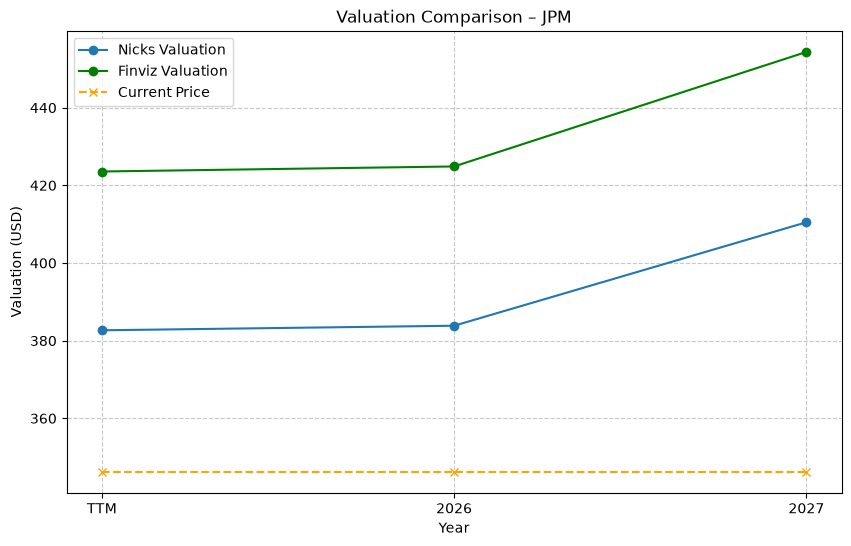 Valuation Comparison – JPM
Nicks Valuation
Finviz Valuation
Current Price
Valuation (USD)
440
420
400
380
360
TTM
2026
2027
Year